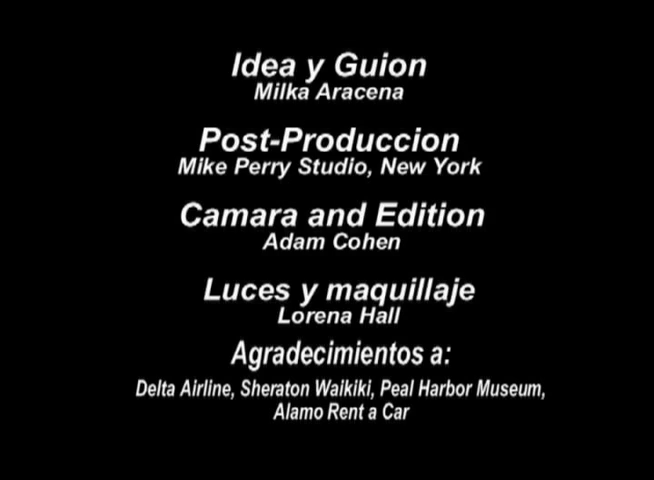 Idea y Guion
Milka Aracena
Post-Produccion
Mike Perry Studio, New York
Camara and Edition
Adam Cohen
Luces y maquillaje
Lorena Hall
Agradecimientos a:
Delta Airline, Sheraton Waikiki, Peal Harbor Museum,
Alamo Rent a Car